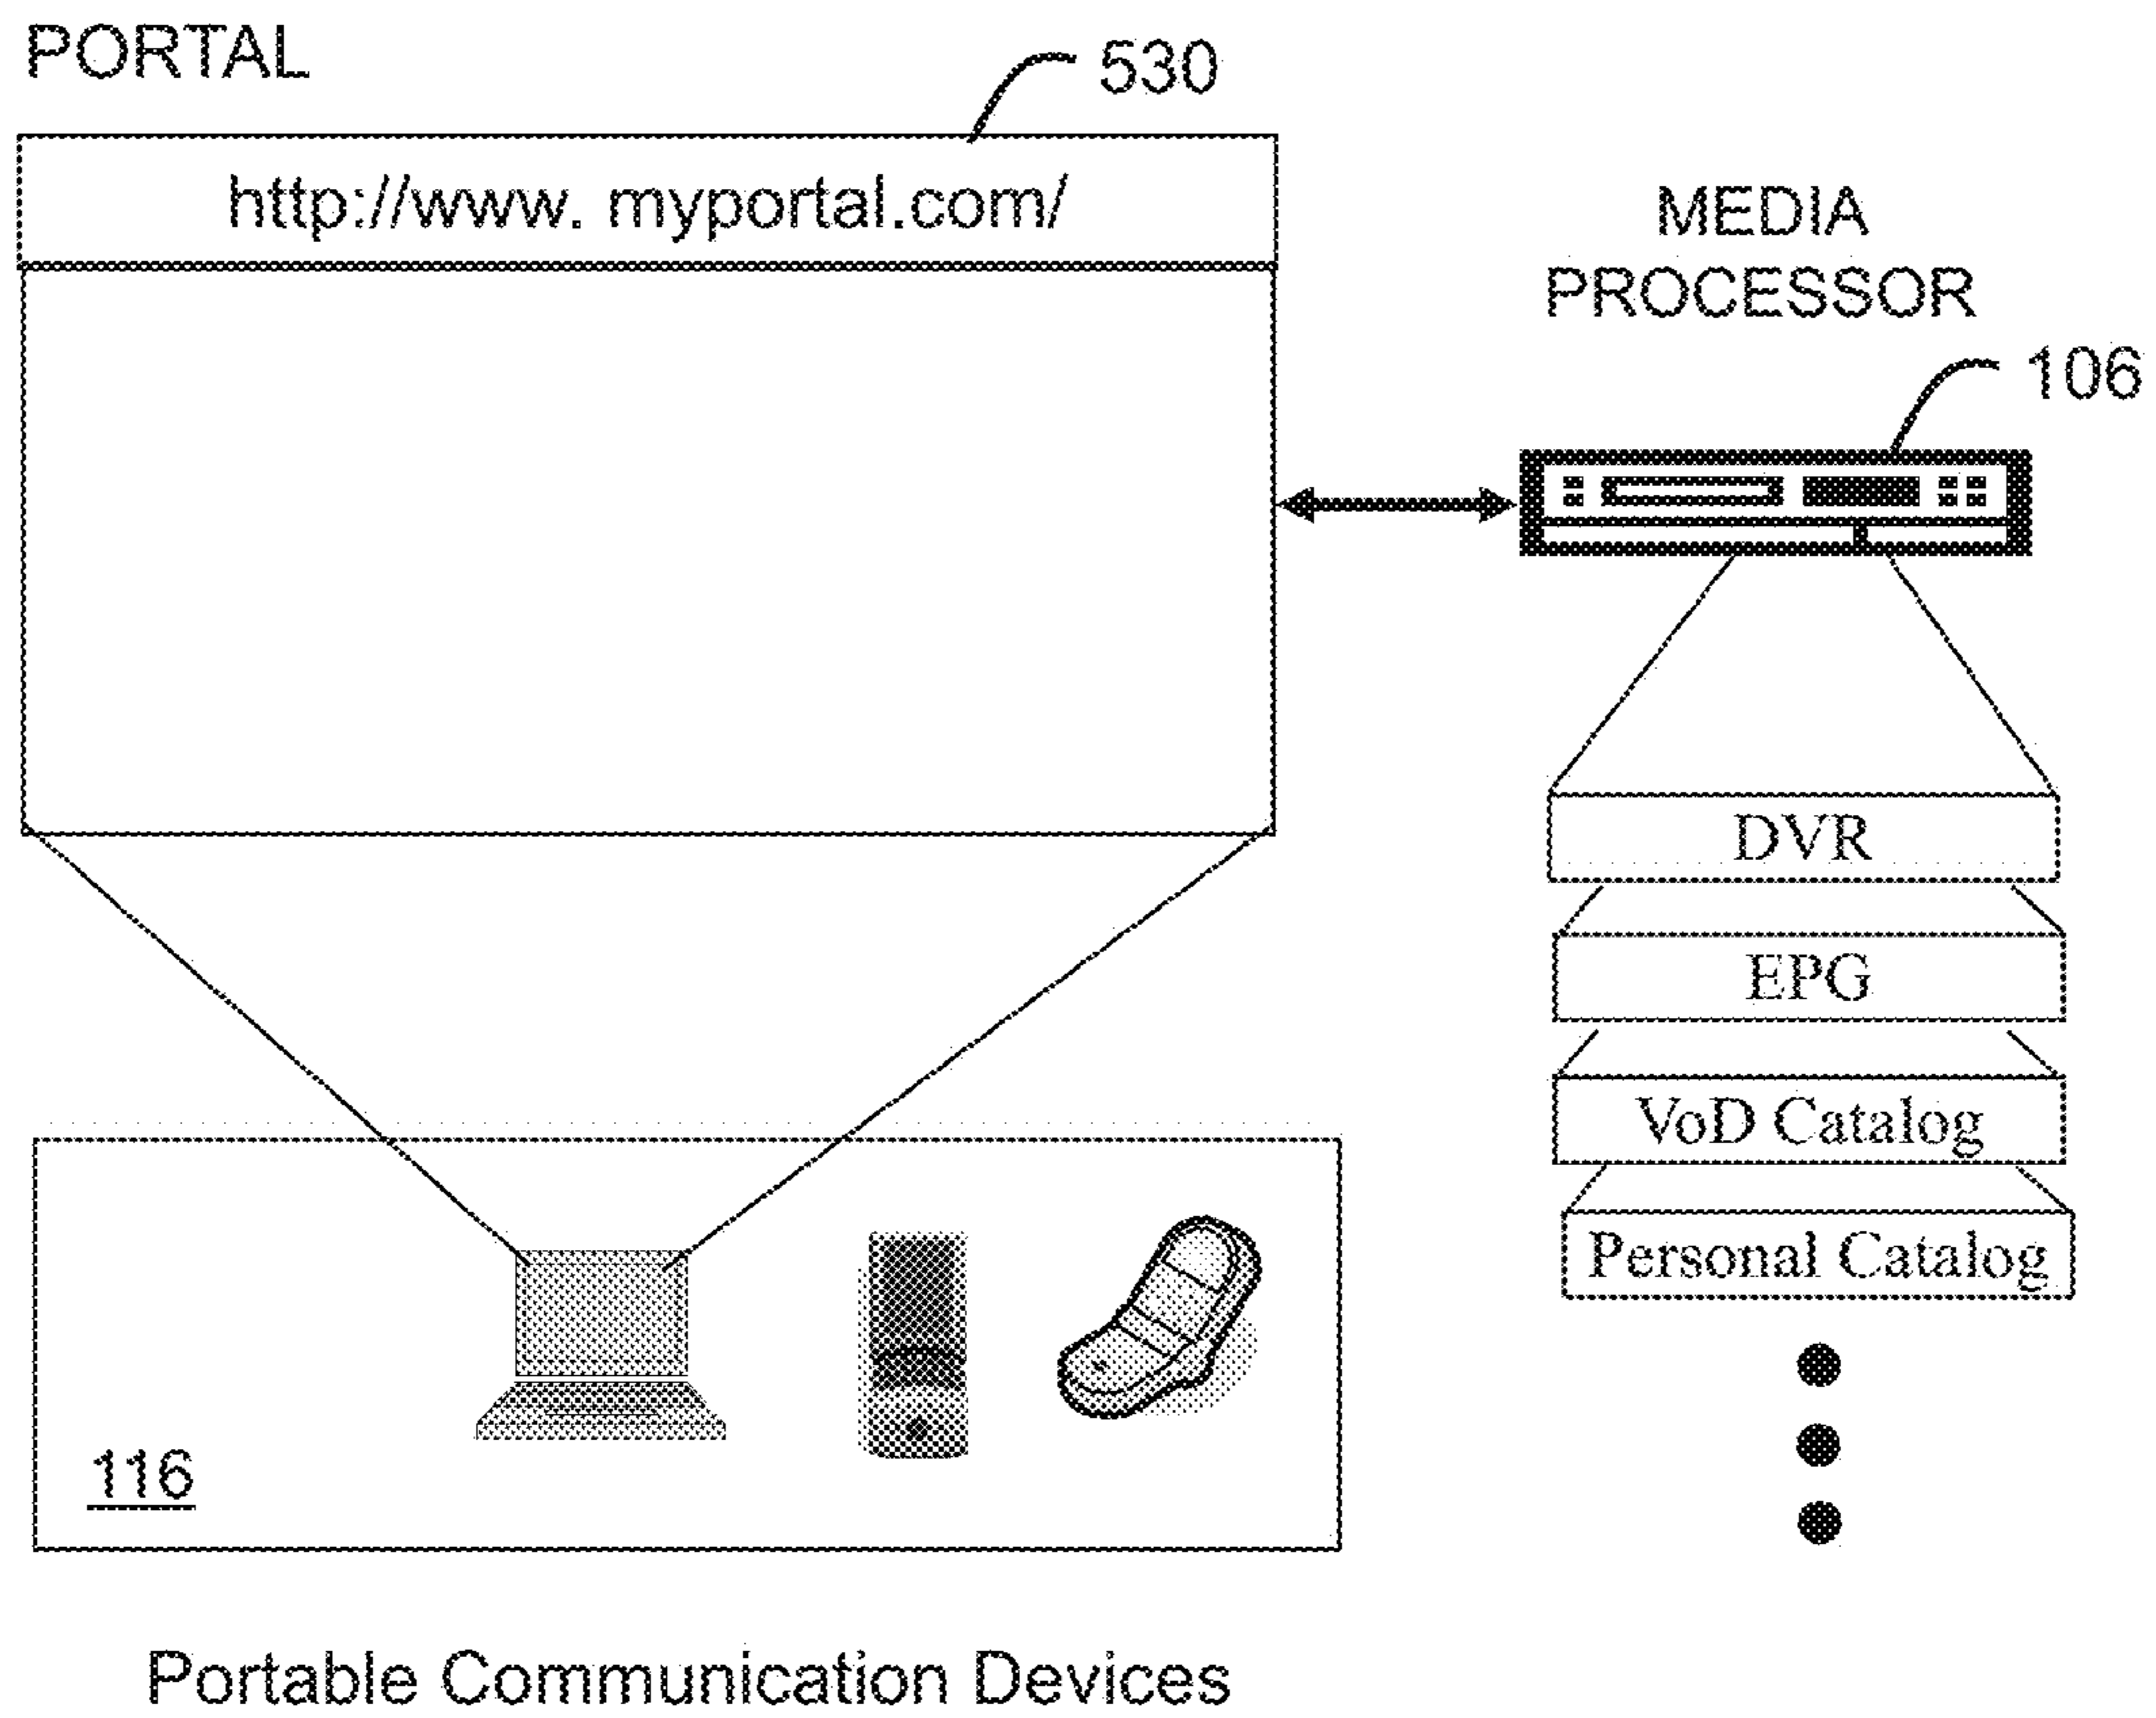 PORTAL
530
http://www. myportal.com/
MEDIA
PROCESSOR
106
DVR
EPG
VoD Catalog
Personal Catalog
116
Portable Communication Devices